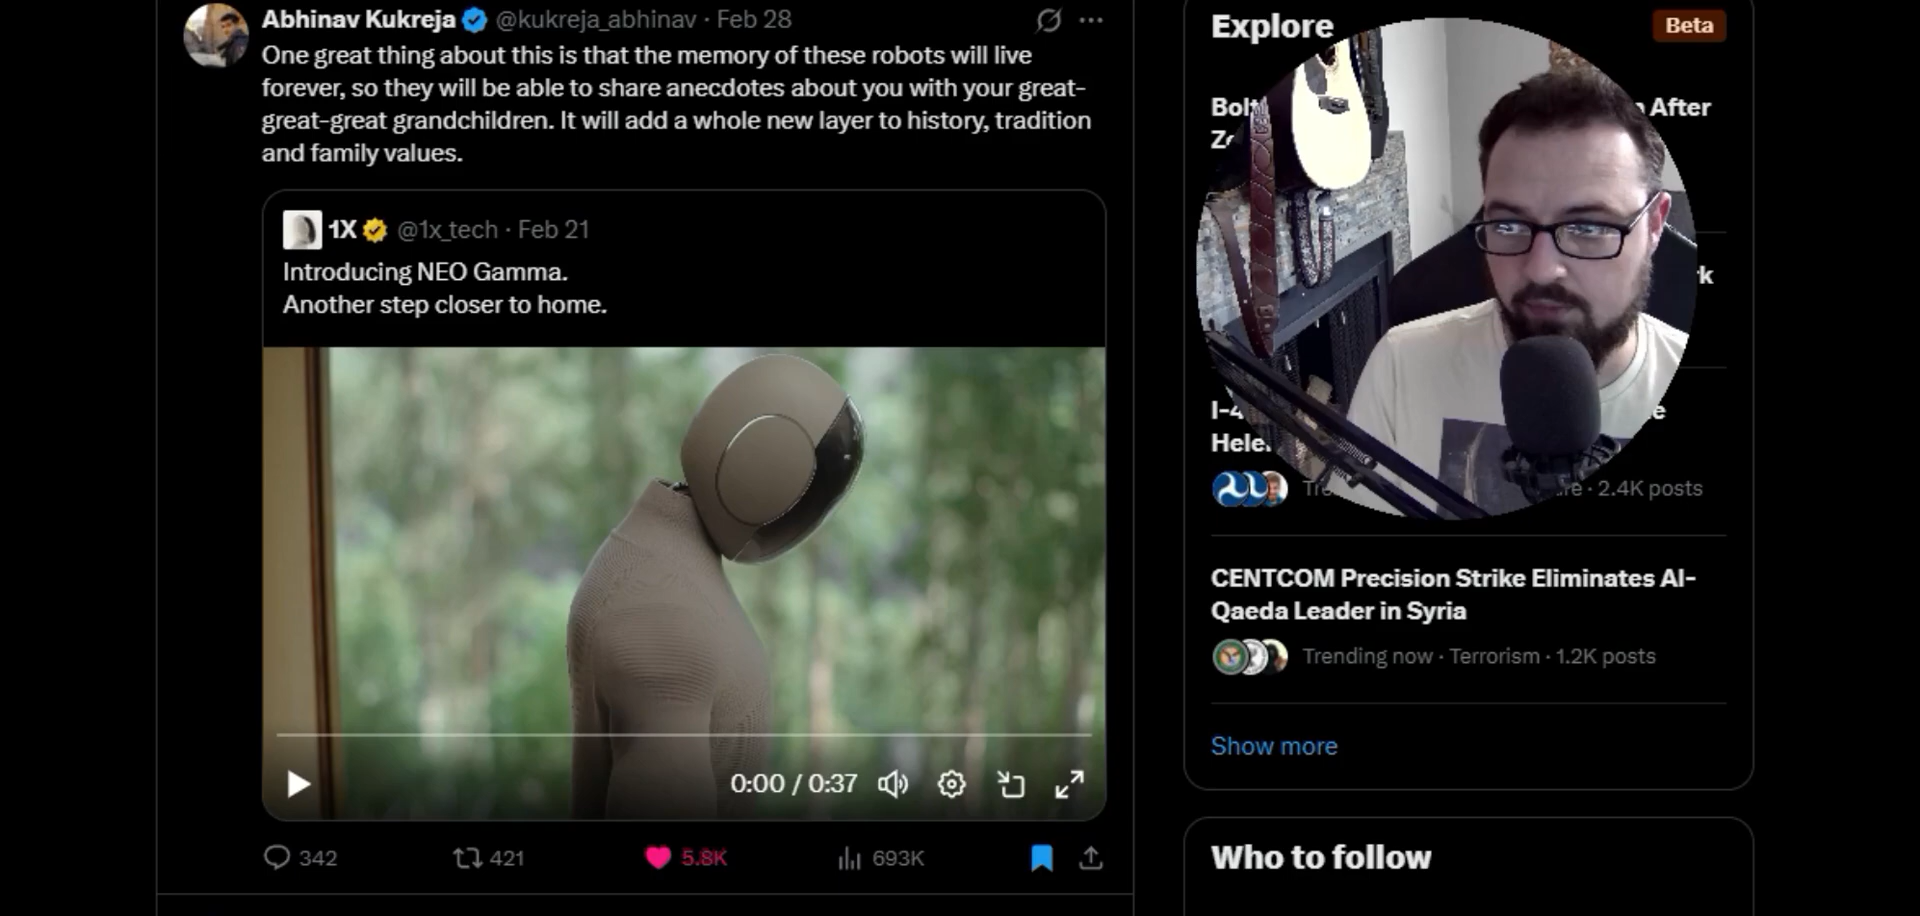 Abhinav Kukreja @kukreja_abhinav · Feb 28
One great thing about this is that the memory of these robots will live
forever, so they will be able to share anecdotes about you with your great-
great-great grandchildren. It will add a whole new layer to history, tradition
and family values.
1X @1x_tech · Feb 21
Introducing NEO Gamma.
Another step closer to home.
0:00 / 0:37
342 421 5.8K 693K
Explore Beta
After
I-4
2.4K posts
CENTCOM Precision Strike Eliminates Al-
Qaeda Leader in Syria
Trending now · Terrorism · 1.2K posts
Show more
Who to follow